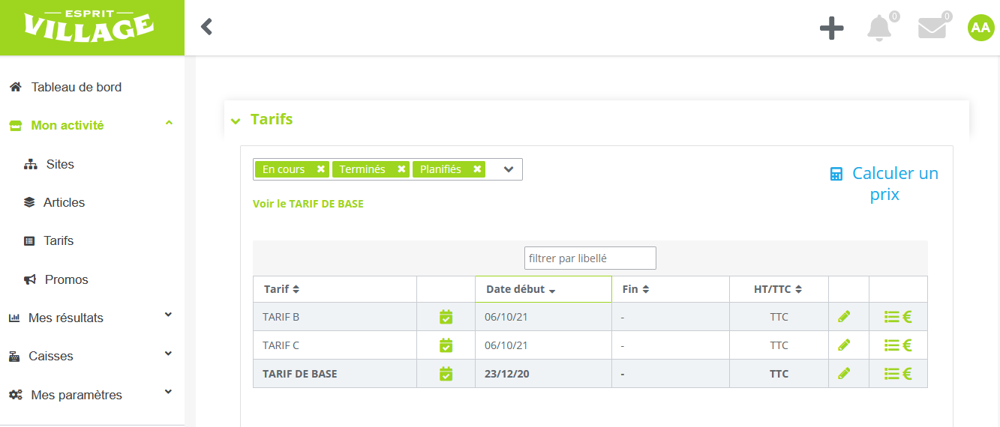 ESPRIT
VILLAGE
0
0
AA
Tableau de bord
Mon activité
Sites
Articles
Tarifs
Promos
Mes résultats
Caisses
Mes paramètres
Tarifs
En cours Terminés Planifiés
Calculer un
prix
Voir le TARIF DE BASE
filtrer par libellé
Tarif Date début Fin HT/TTC
TARIF B 06/10/21 - TTC
TARIF C 06/10/21 - TTC
TARIF DE BASE 23/12/20 - TTC